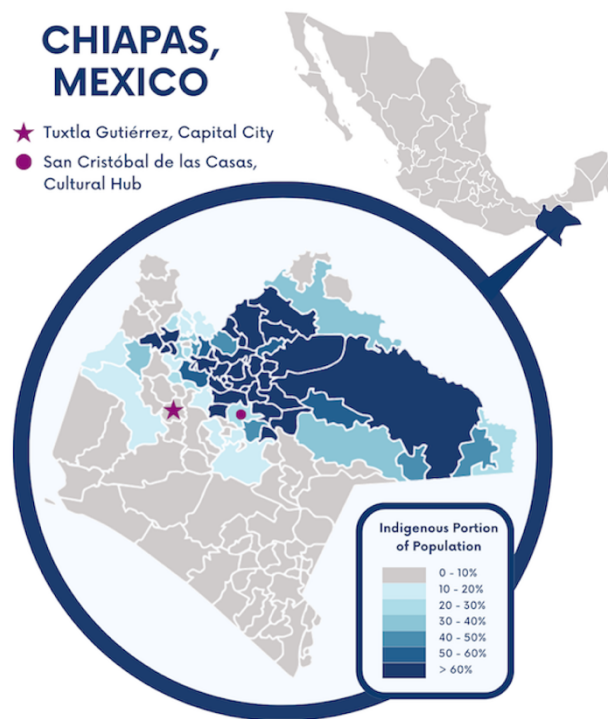 CHIAPAS,
MEXICO
Tuxtla Gutiérrez, Capital City
San Cristóbal de las Casas,
Cultural Hub
Indigenous Portion
of Population
0 - 10%
10 - 20%
20 - 30%
30 - 40%
40 - 50%
50 - 60%
> 60%